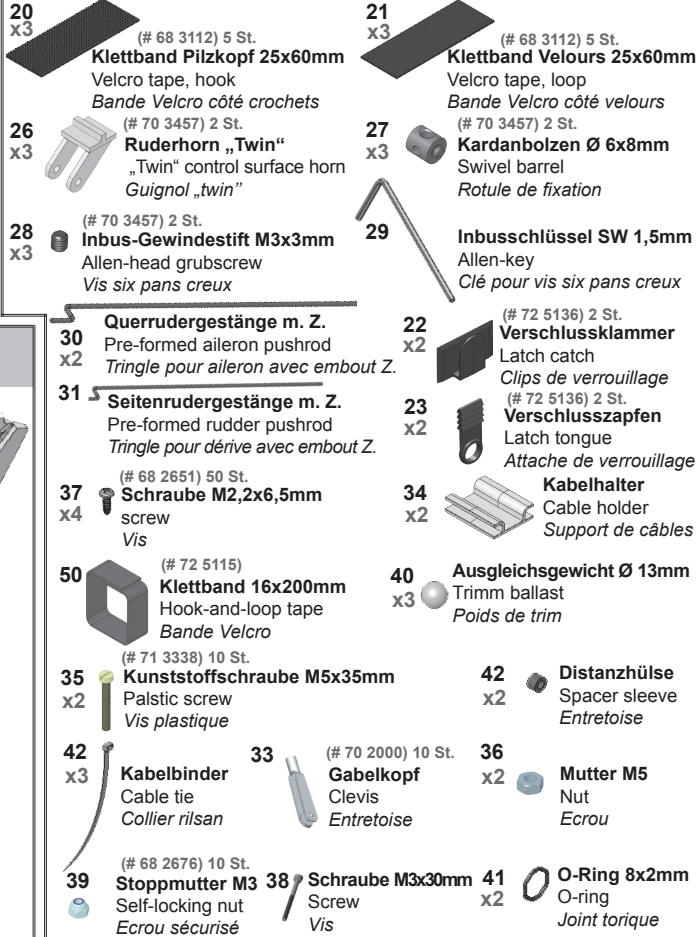 20
x3
(# 68 3112) 5 St.
Klettband Pilzkopf 25x60mm
Velcro tape, hook
Bande Velcro côté crochets
21
x3
(# 68 3112) 5 St.
Klettband Velours 25x60mm
Velcro tape, loop
Bande Velcro côté velours
26
x3
(# 70 3457) 2 St.
Ruderhorn „Twin“
„Twin“ control surface horn
Guignol „twin”
27
x3
(# 70 3457) 2 St.
Kardanbolzen Ø 6x8mm
Swivel barrel
Rotule de fixation
28
x3
(# 70 3457) 2 St.
Inbus-Gewindestift M3x3mm
Allen-head grubscrew
Vis six pans creux
29
Inbusschlüssel SW 1,5mm
Allen-key
Clé pour vis six pans creux
30
x2
Querrudergestänge m. Z.
Pre-formed aileron pushrod
Tringle pour aileron avec embout Z.
22
x2
(# 72 5136) 2 St.
Verschlussklammer
Latch catch
Clips de verrouillage
31
Seitenrudergestänge m. Z.
Pre-formed rudder pushrod
Tringle pour dérive avec embout Z.
23
x2
(# 72 5136) 2 St.
Verschlusszapfen
Latch tongue
Attache de verrouillage
37
x4
(# 68 2651) 50 St.
Schraube M2,2x6,5mm
screw
Vis
34
x2
Kabelhalter
Cable holder
Support de câbles
50
(# 72 5115)
Klettband 16x200mm
Hook-and-loop tape
Bande Velcro
40
x3
Ausgleichsgewicht Ø 13mm
Trimm ballast
Poids de trim
35
x2
(# 71 3338) 10 St.
Kunststoffschraube M5x35mm
Palstic screw
Vis plastique
42
x2
Distanzhülse
Spacer sleeve
Entretoise
42
x3
Kabelbinder
Cable tie
Collier rilsan
33
(# 70 2000) 10 St.
Gabelkopf
Clevis
Entretoise
36
x2
Mutter M5
Nut
Ecrou
39
(# 68 2676) 10 St.
Stoppmutter M3
Self-locking nut
Ecrou sécurisé
38
Schraube M3x30mm
Screw
Vis
41
x2
O-Ring 8x2mm
O-ring
Joint torique